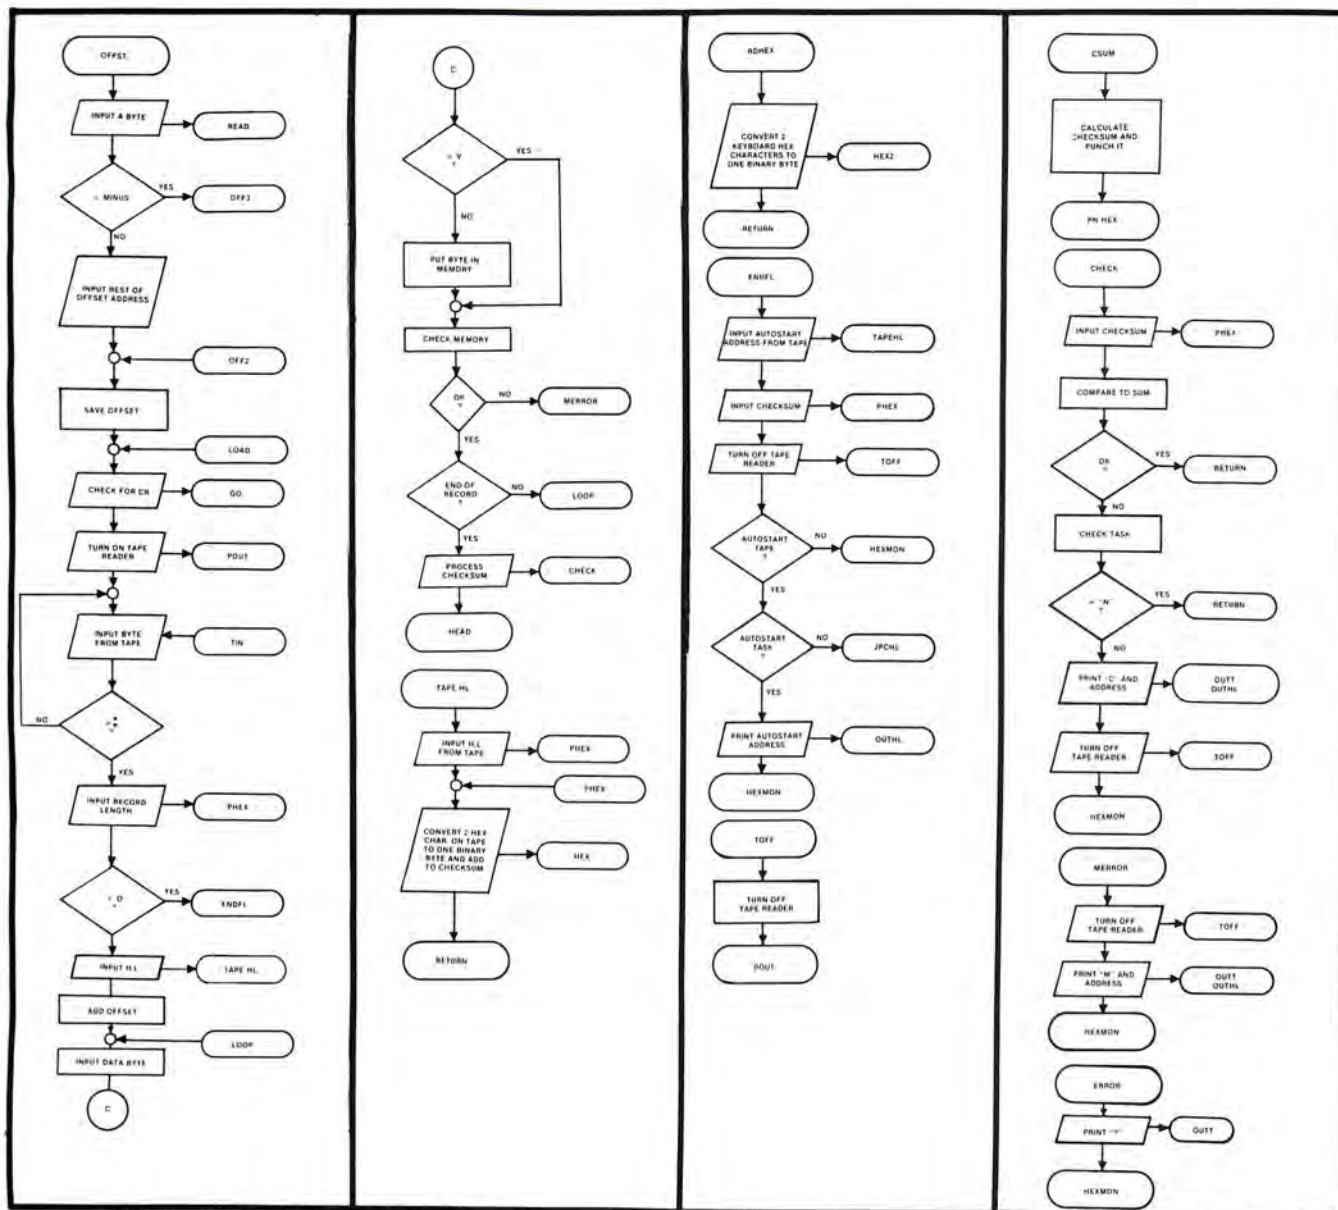 OFFST.
INPUT A BYTE
READ
= MINUS
YES
OFF3
NO
INPUT REST OF
OFFSET ADDRESS
OFF2
SAVE OFFSET
LOAD
CHECK FOR CR
GO
TURN ON TAPE
READER
POUT
INPUT BYTE
FROM TAPE
TIN
NO
YES
INPUT RECORD
LENGTH
PHEX
= 0
?
YES
ENDFL
INPUT H,L
TAPE HL
ADD OFFSET
LOOP
INPUT DATA BYTE
C
C
= V
?
YES
NO
PUT BYTE IN
MEMORY
CHECK MEMORY
OK
?
NO
MERROR
YES
END OF
RECORD
?
NO
LOOP
YES
PROCESS
CHECKSUM
CHECK
HEAD
TAPE HL
INPUT H,L
FROM TAPE
PHEX
PHEX
CONVERT 2 HEX
CHAR. ON TAPE
TO ONE BINARY
BYTE AND ADD
TO CHECKSUM
HEX
RETURN
RDHEX
CONVERT 2
KEYBOARD HEX
CHARACTERS TO
ONE BINARY BYTE
HEX2
RETURN
ENDFL
INPUT AUTOSTART
ADDRESS FROM TAPE
TAPEHL
INPUT CHECKSUM
PHEX
TURN OFF TAPE
READER
TOFF
AUTOSTART
TAPE
?
NO
HEXMON
YES
AUTOSTART
TASK
?
NO
JPCHL
YES
PRINT AUTOSTART
ADDRESS
OUTHL
HEXMON
TOFF
TURN OFF
TAPE READER
POUT
CSUM
CALCULATE
CHECKSUM AND
PUNCH IT
PN HEX
CHECK
INPUT CHECKSUM
PHEX
COMPARE TO SUM
OK
?
YES
RETURN
NO
CHECK TASK
= "N"
?
YES
RETURN
NO
PRINT "C" AND
ADDRESS
OUTT
OUTHL
TURN OFF
TAPE READER
TOFF
HEXMON
MERROR
TURN OFF
TAPE READER
TOFF
PRINT "M" AND
ADDRESS
OUTT
OUTHL
HEXMON
ERROR
PRINT "?"
OUTT
HEXMON